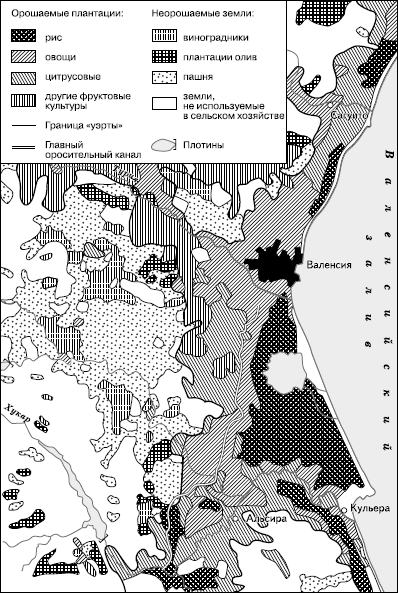 Орошаемые плантации:
рис
овощи
цитрусовые
другие фруктовые
культуры
Граница «уэрты»
Главный
оросительный канал
Неорошаемые земли:
виноградники
плантации олив
пашня
земли,
не используемые
в сельском хозяйстве
Плотины
Сагунто
Валенсийский
залив
Валенсия
Хукар
Альсира
Кульера